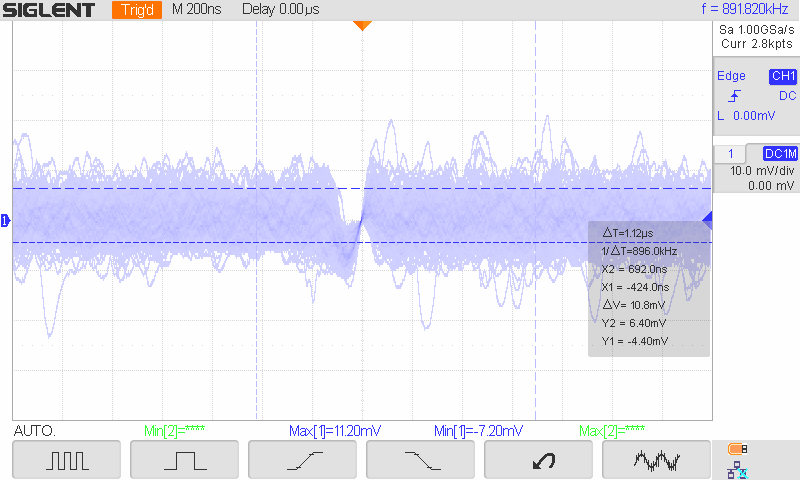 SIGLENT Trig'd M 200ns Delay 0.00µs f = 891.820kHz
Sa 1.00GSa/s
Curr 2.8kpts
Edge CH1
DC
L 0.00mV
1 DC1M
10.0 mV/div
0.00 mV
1
△T=1.12µs
1/△T=896.0kHz
X2 = 692.0ns
X1 = -424.0ns
△V= 10.8mV
Y2 = 6.40mV
Y1 = -4.40mV
AUTO. Min[2]=**** Max[1]=11.20mV Min[1]=-7.20mV Max[2]=****